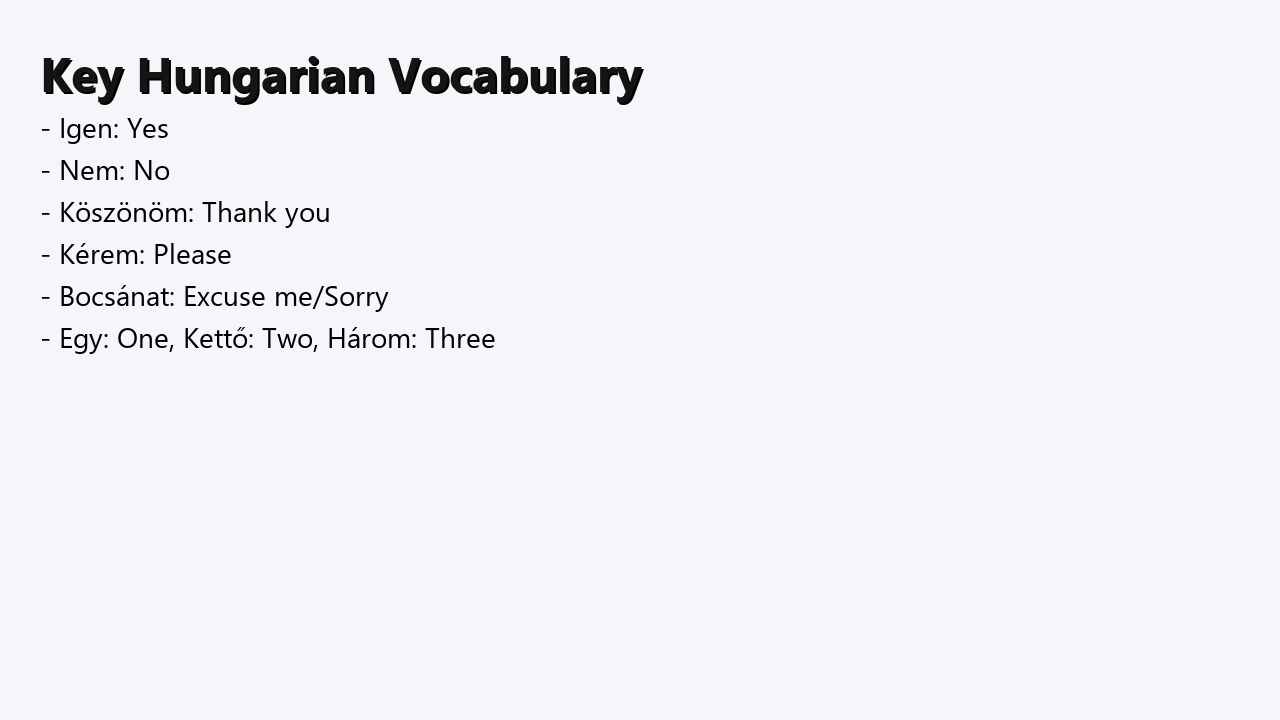 Key Hungarian Vocabulary
- Igen: Yes
- Nem: No
- Köszönöm: Thank you
- Kérem: Please
- Bocsánat: Excuse me/Sorry
- Egy: One, Kettő: Two, Három: Three